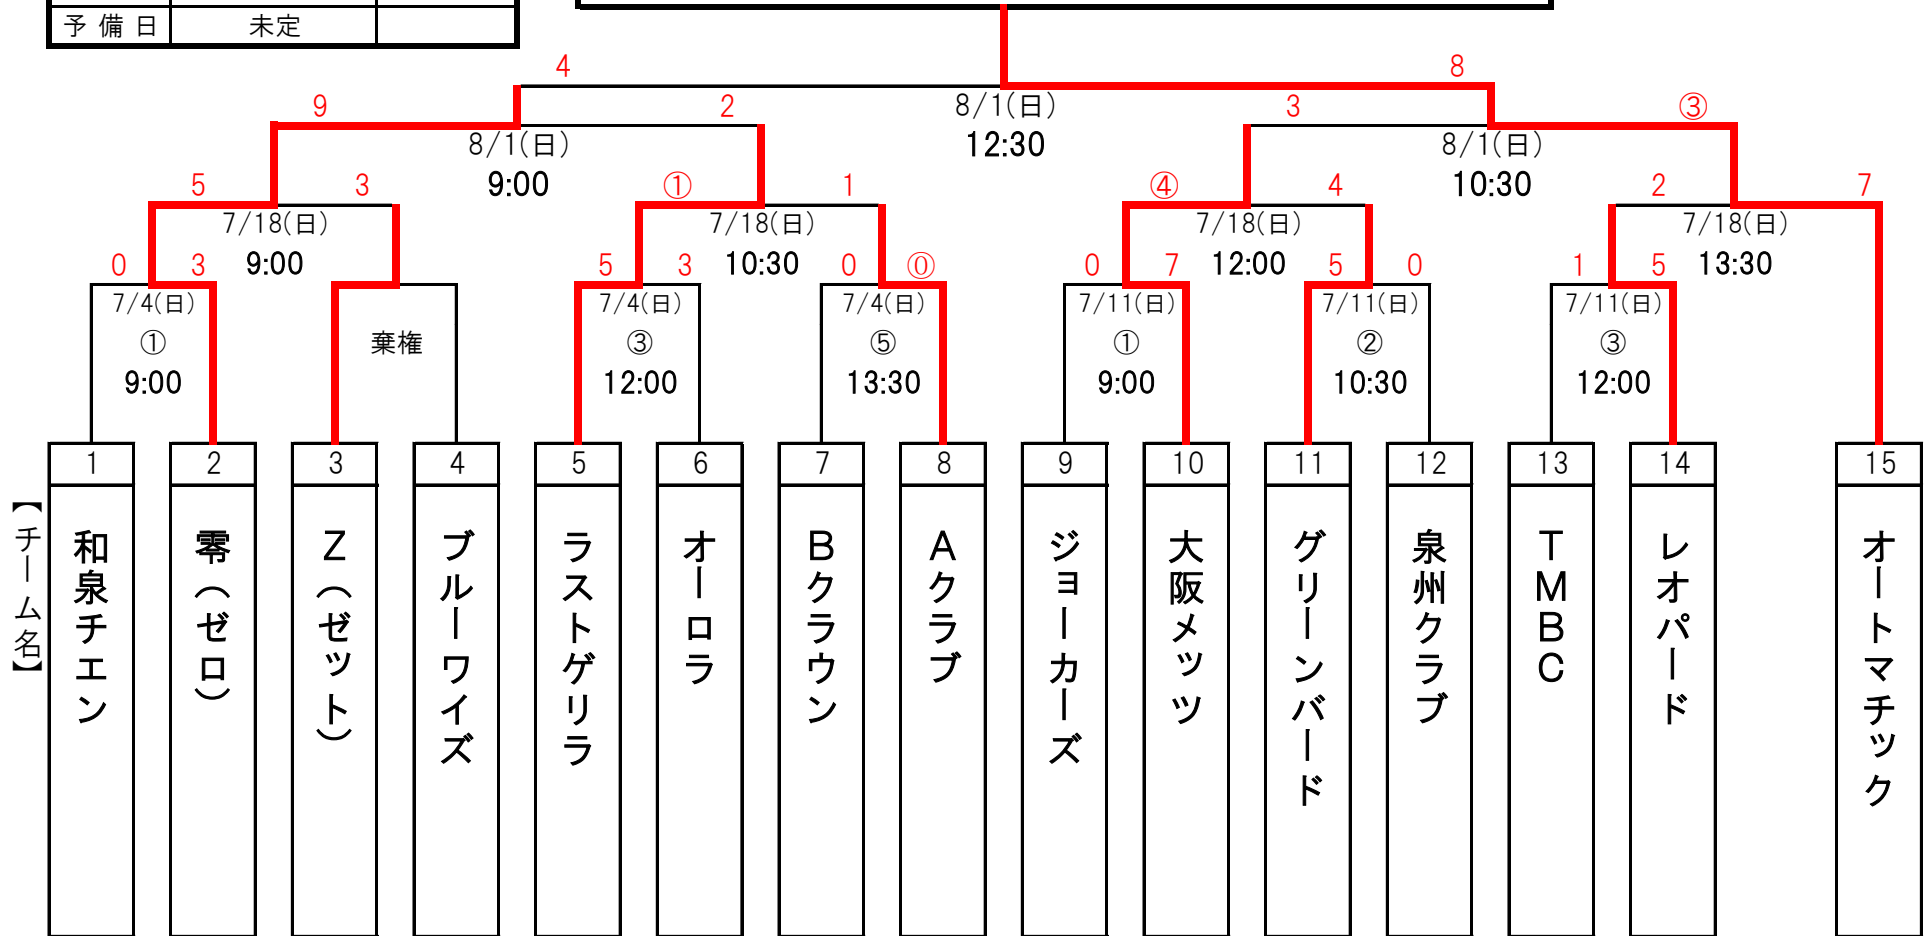 予備日 未定
4 8
9 2 8/1(日) 3 ③
8/1(日) 12:30 8/1(日)
5 3 9:00 ① 1 ④ 4 10:30 2 7
7/18(日) 7/18(日) 7/18(日) 7/18(日)
0 3 9:00 5 3 10:30 0 ⓪ 0 7 12:00 5 0 1 5 13:30
7/4(日) 7/4(日) 7/4(日) 7/11(日) 7/11(日) 7/11(日)
① 棄権 ③ ⑤ ① ② ③
9:00 12:00 13:30 9:00 10:30 12:00
1 2 3 4 5 6 7 8 9 10 11 12 13 14 15
【チーム名】
和泉チエン
零(ゼロ)
Z(ゼット)
ブルーワイズ
ラストゲリラ
オーロラ
Bクラウン
Aクラブ
ジョーカーズ
大阪メッツ
グリーンバード
泉州クラブ
TMBC
レオパード
オートマチック